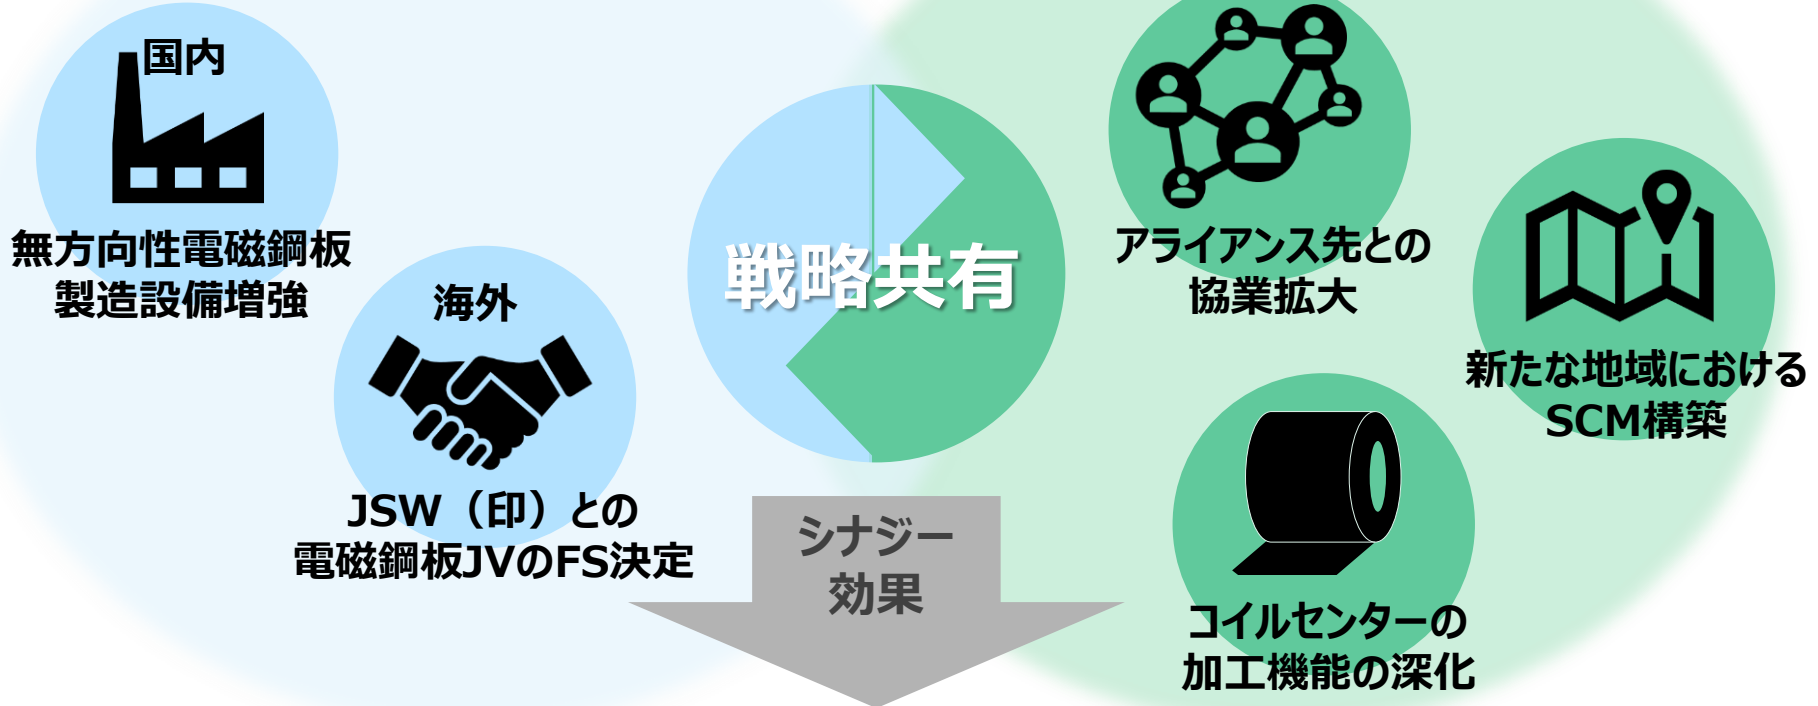 国内
無方向性電磁鋼板
製造設備増強
海外
JSW（印）との
電磁鋼板JVのFS決定
戦略共有
シナジー
効果
アライアンス先との
協業拡大
新たな地域における
SCM構築
コイルセンターの
加工機能の深化